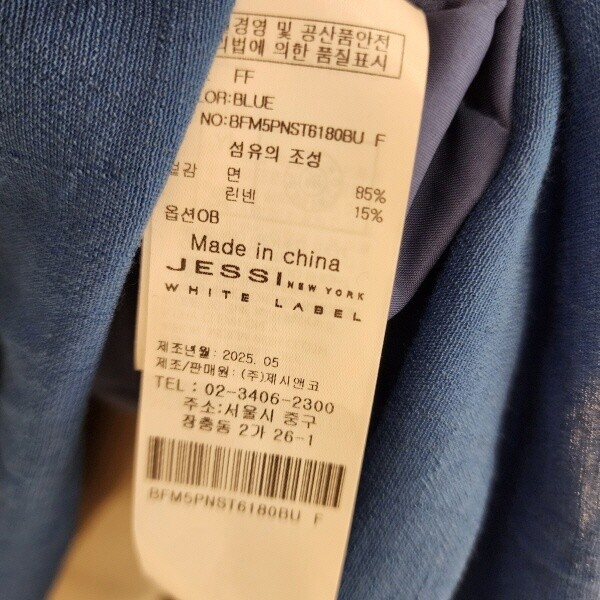 경영 및 공산품안전
리법에 의한 품질표시
FF
LOR:BLUE
NO:BFM5PNST6180BU F
섬유의 조성
겉감 면 85%
린넨 15%
옵션OB
Made in china
JESSI NEW YORK
WHITE LABEL
제조년월: 2025. 05
제조/판매원: (주)제시앤코
TEL : 02-3406-2300
주소:서울시 중구
장충동 2가 26-1
BFM5PNST6180BU F